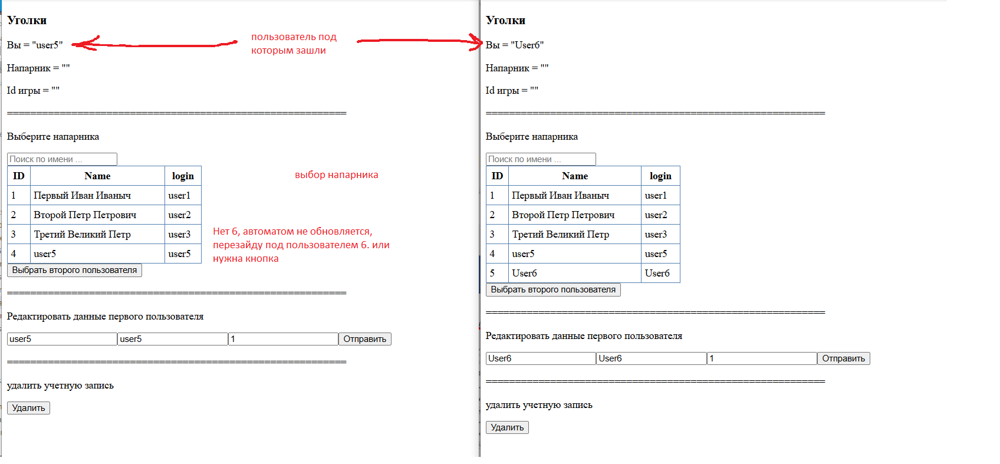 Уголки
Вы = "user5"
Напарник = ""
Id игры = ""
================================================================
Выберите напарника
Поиск по имени ...
ID Name login
1 Первый Иван Иваныч user1
2 Второй Петр Петрович user2
3 Третий Великий Петр user3
4 user5 user5
Выбрать второго пользователя
================================================================
Редактировать данные первого пользователя
user5 user5 1 Отправить
================================================================
удалить учетную запись
Удалить
пользователь под
которым зашли
выбор напарника
Нет 6, автоматом не обновляется,
перезайду под пользователем 6. или
нужна кнопка
Уголки
Вы = "User6"
Напарник = ""
Id игры = ""
================================================================
Выберите напарника
Поиск по имени ...
ID Name login
1 Первый Иван Иваныч user1
2 Второй Петр Петрович user2
3 Третий Великий Петр user3
4 user5 user5
5 User6 User6
Выбрать второго пользователя
================================================================
Редактировать данные первого пользователя
User6 User6 1 Отправить
================================================================
удалить учетную запись
Удалить